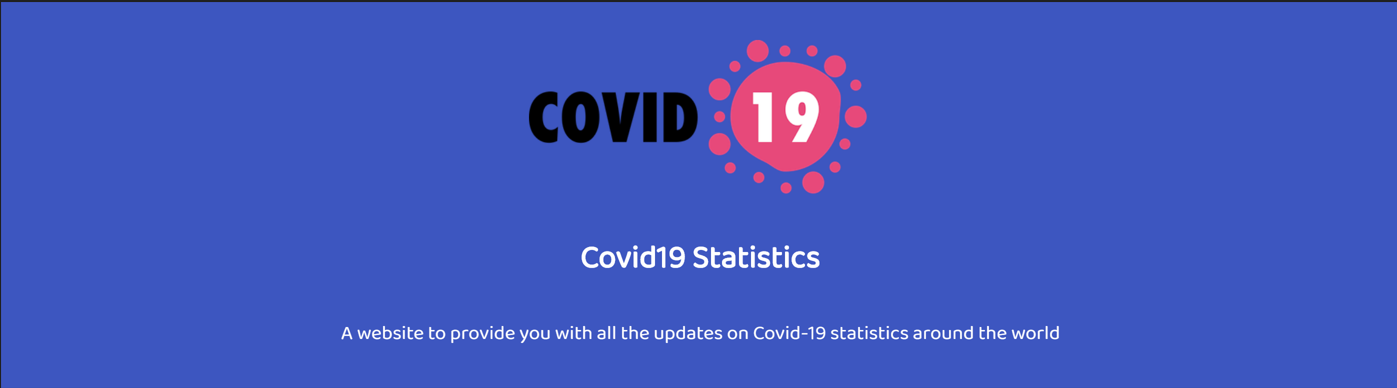 COVID 19
Covid19 Statistics
A website to provide you with all the updates on Covid-19 statistics around the world